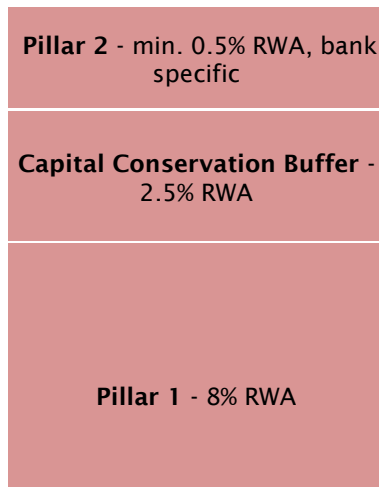 Pillar 2 - min. 0.5% RWA, bank
specific
Capital Conservation Buffer -
2.5% RWA
Pillar 1 - 8% RWA